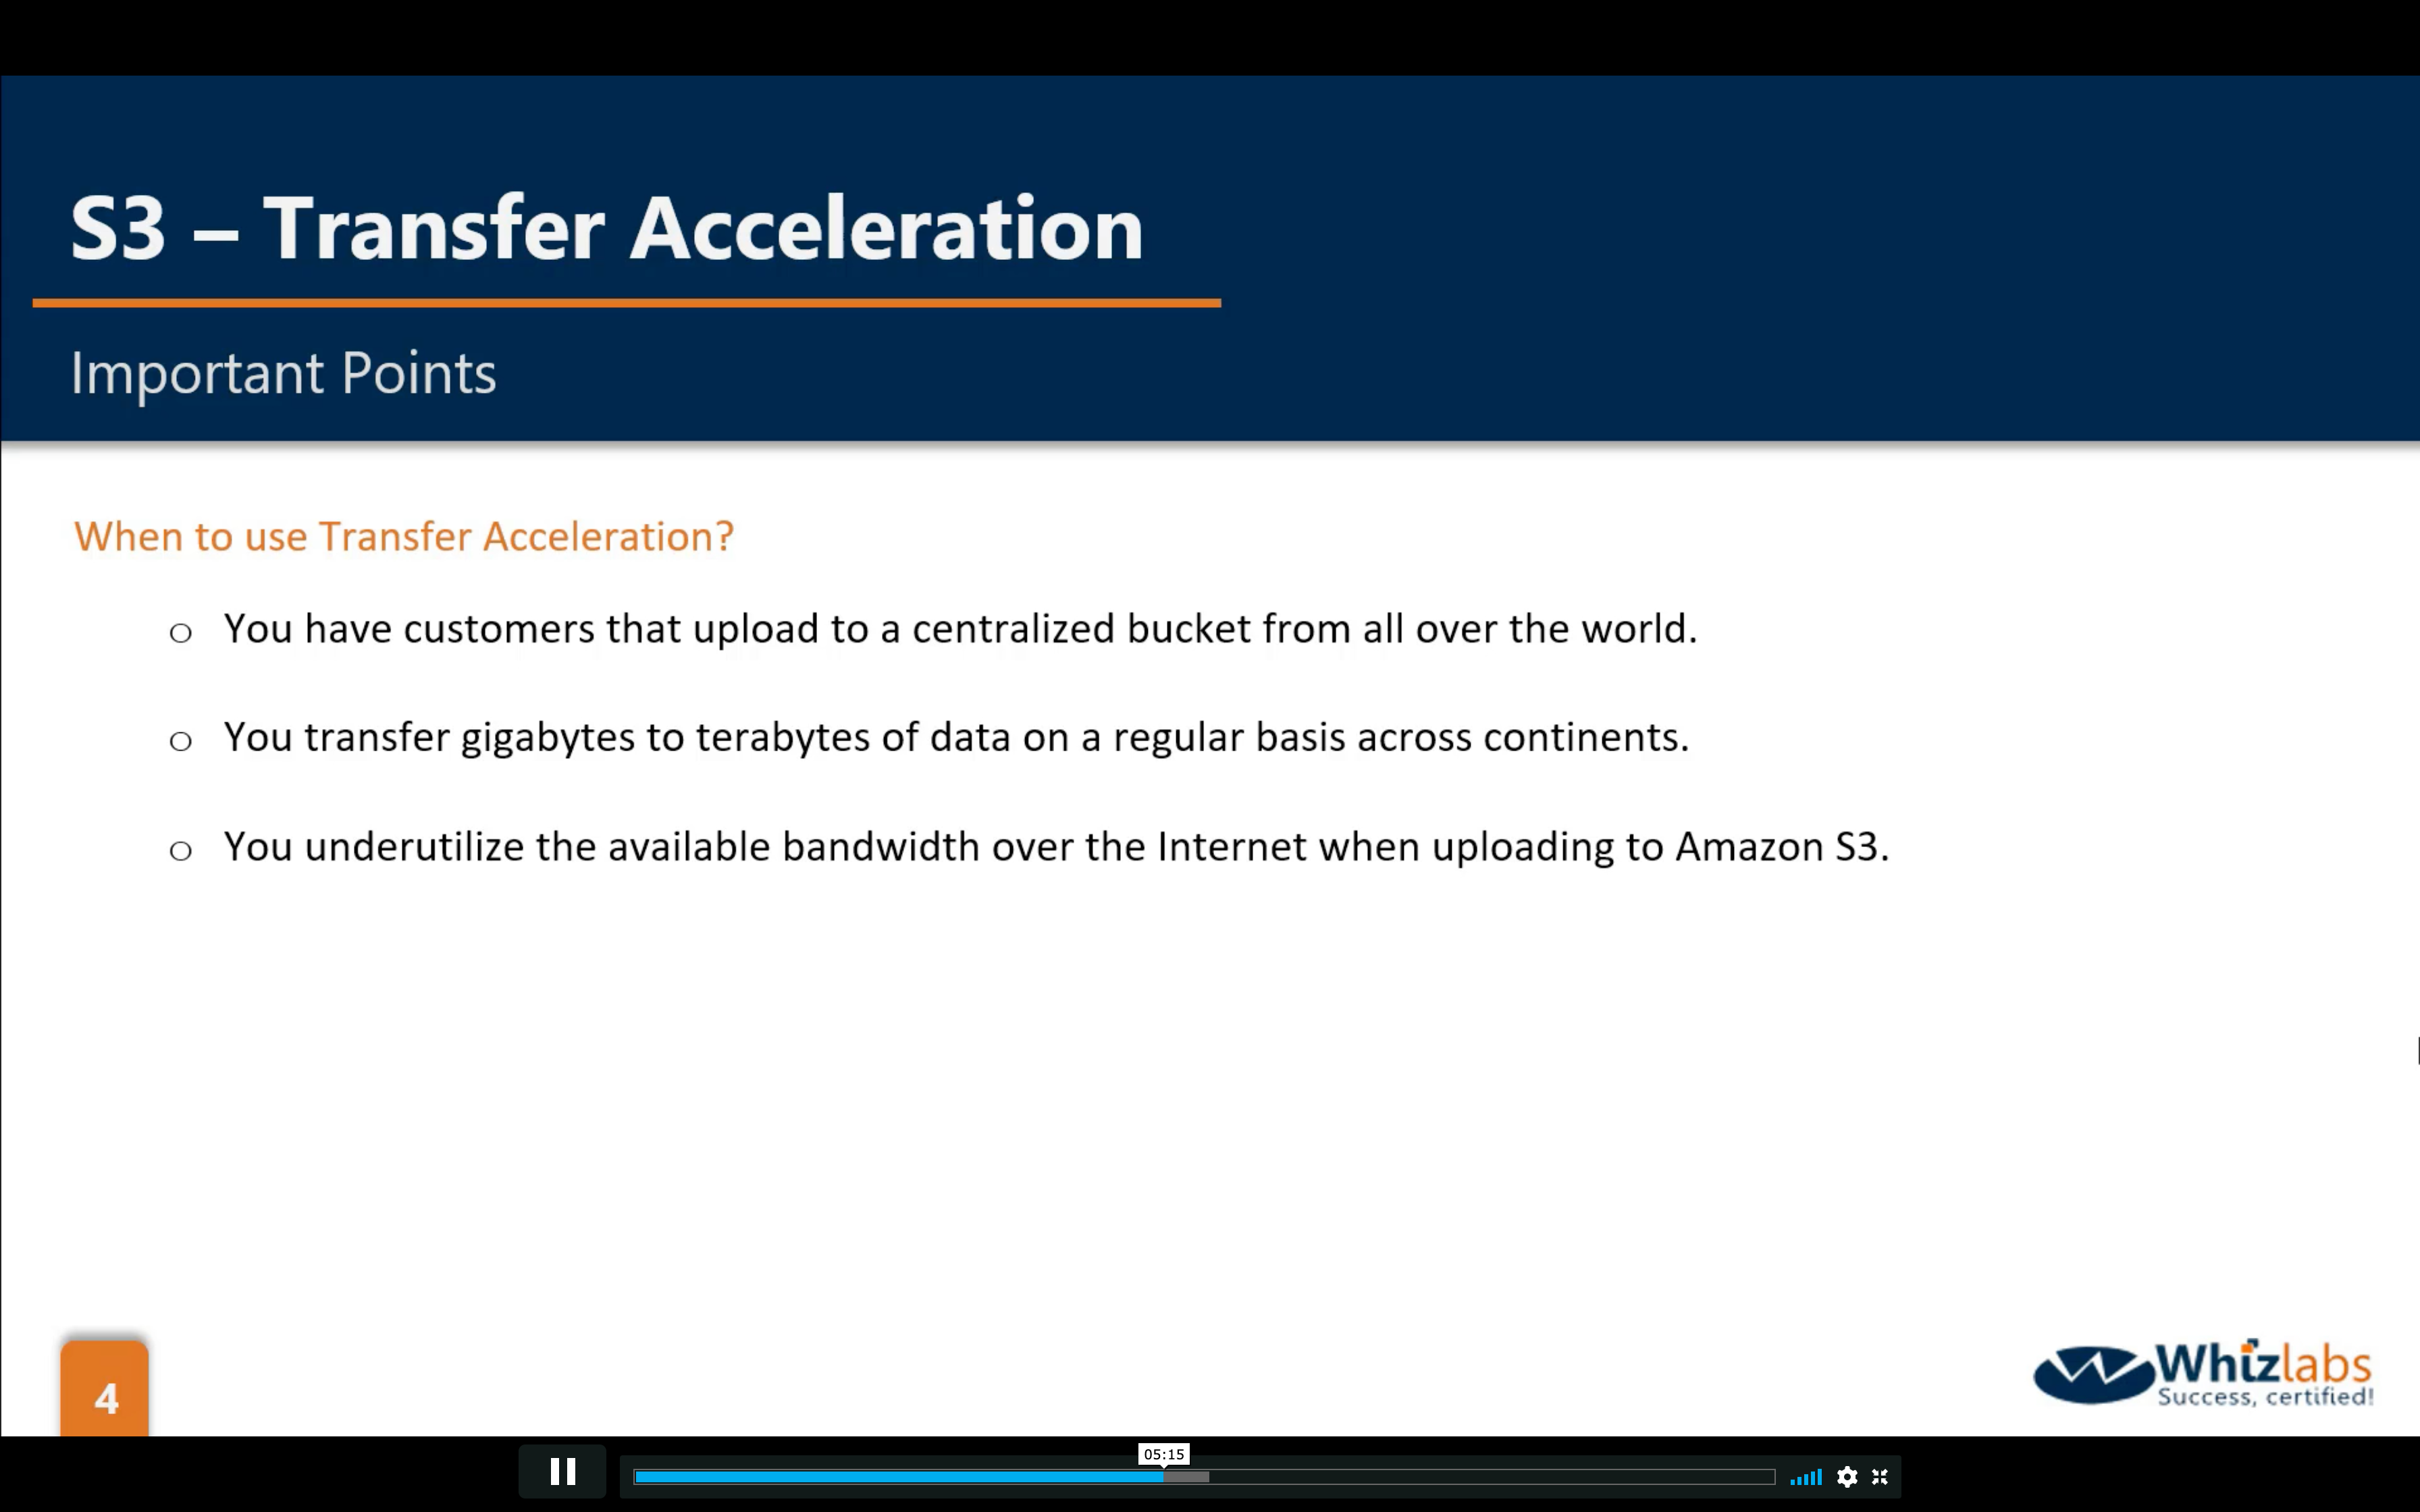 S3 – Transfer Acceleration
Important Points
When to use Transfer Acceleration?
o You have customers that upload to a centralized bucket from all over the world.
o You transfer gigabytes to terabytes of data on a regular basis across continents.
o You underutilize the available bandwidth over the Internet when uploading to Amazon S3.
4
Whizlabs
Success, certified!
05:15